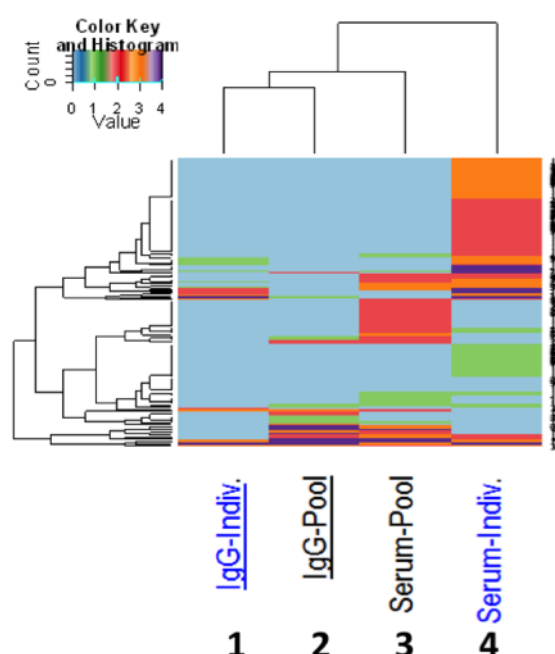 Color Key
and Histogram
Count
0
0 1 2 3 4
Value
IgG-Indiv.
IgG-Pool
Serum-Pool
Serum-Indiv.
1 2 3 4